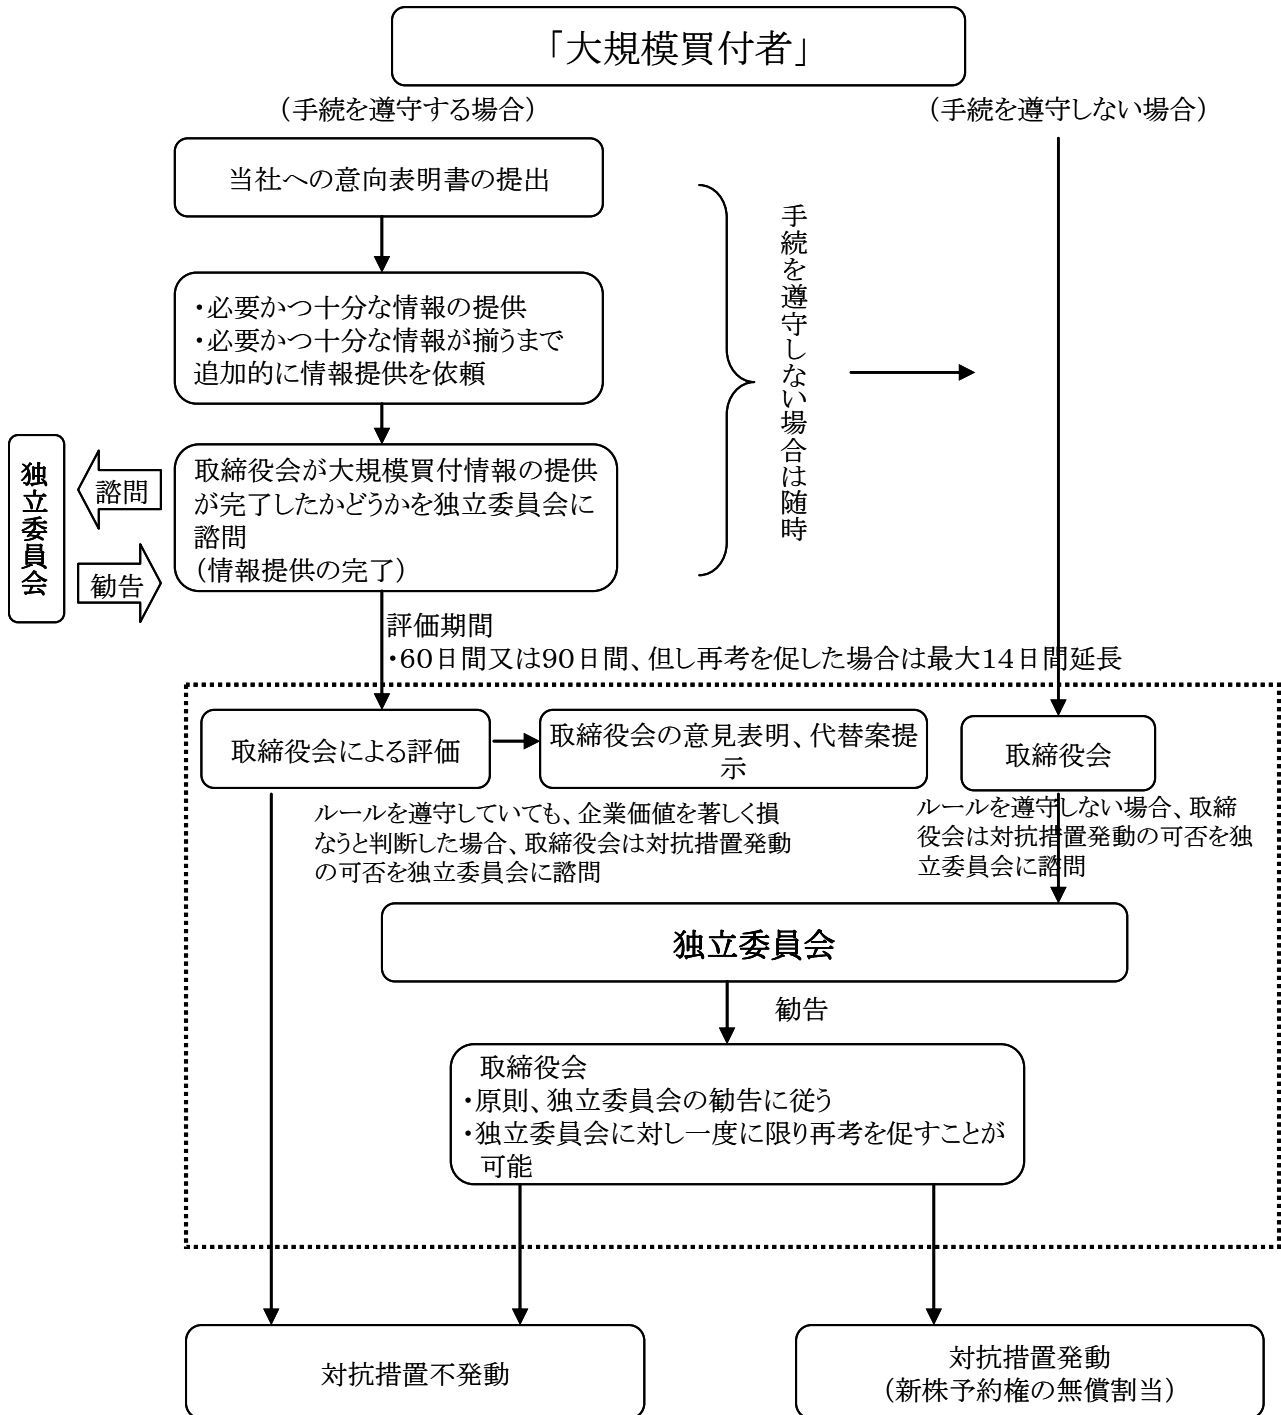 「大規模買付者」
（手続を遵守する場合）
（手続を遵守しない場合）
当社への意向表明書の提出
手続を遵守しない場合は随時
・必要かつ十分な情報の提供
・必要かつ十分な情報が揃うまで
追加的に情報提供を依頼
独立委員会
諮問
勧告
取締役会が大規模買付情報の提供
が完了したかどうかを独立委員会に
諮問
（情報提供の完了）
評価期間
・60日間又は90日間、但し再考を促した場合は最大14日間延長
取締役会による評価
取締役会の意見表明、代替案提
示
取締役会
ルールを遵守していても、企業価値を著しく損
なうと判断した場合、取締役会は対抗措置発動
の可否を独立委員会に諮問
ルールを遵守しない場合、取締
役会は対抗措置発動の可否を独
立委員会に諮問
独立委員会
勧告
取締役会
・原則、独立委員会の勧告に従う
・独立委員会に対し一度に限り再考を促すことが
可能
対抗措置不発動
対抗措置発動
（新株予約権の無償割当）